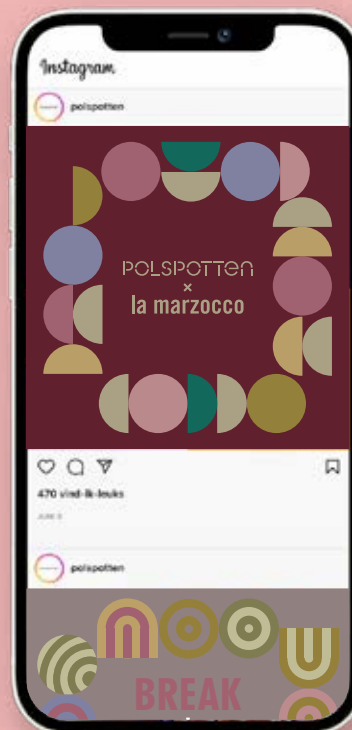 Instagram
polspotten
POLSPOTTEN
×
la marzocco
470 vind-ik-leuks
polspotten
BREAK